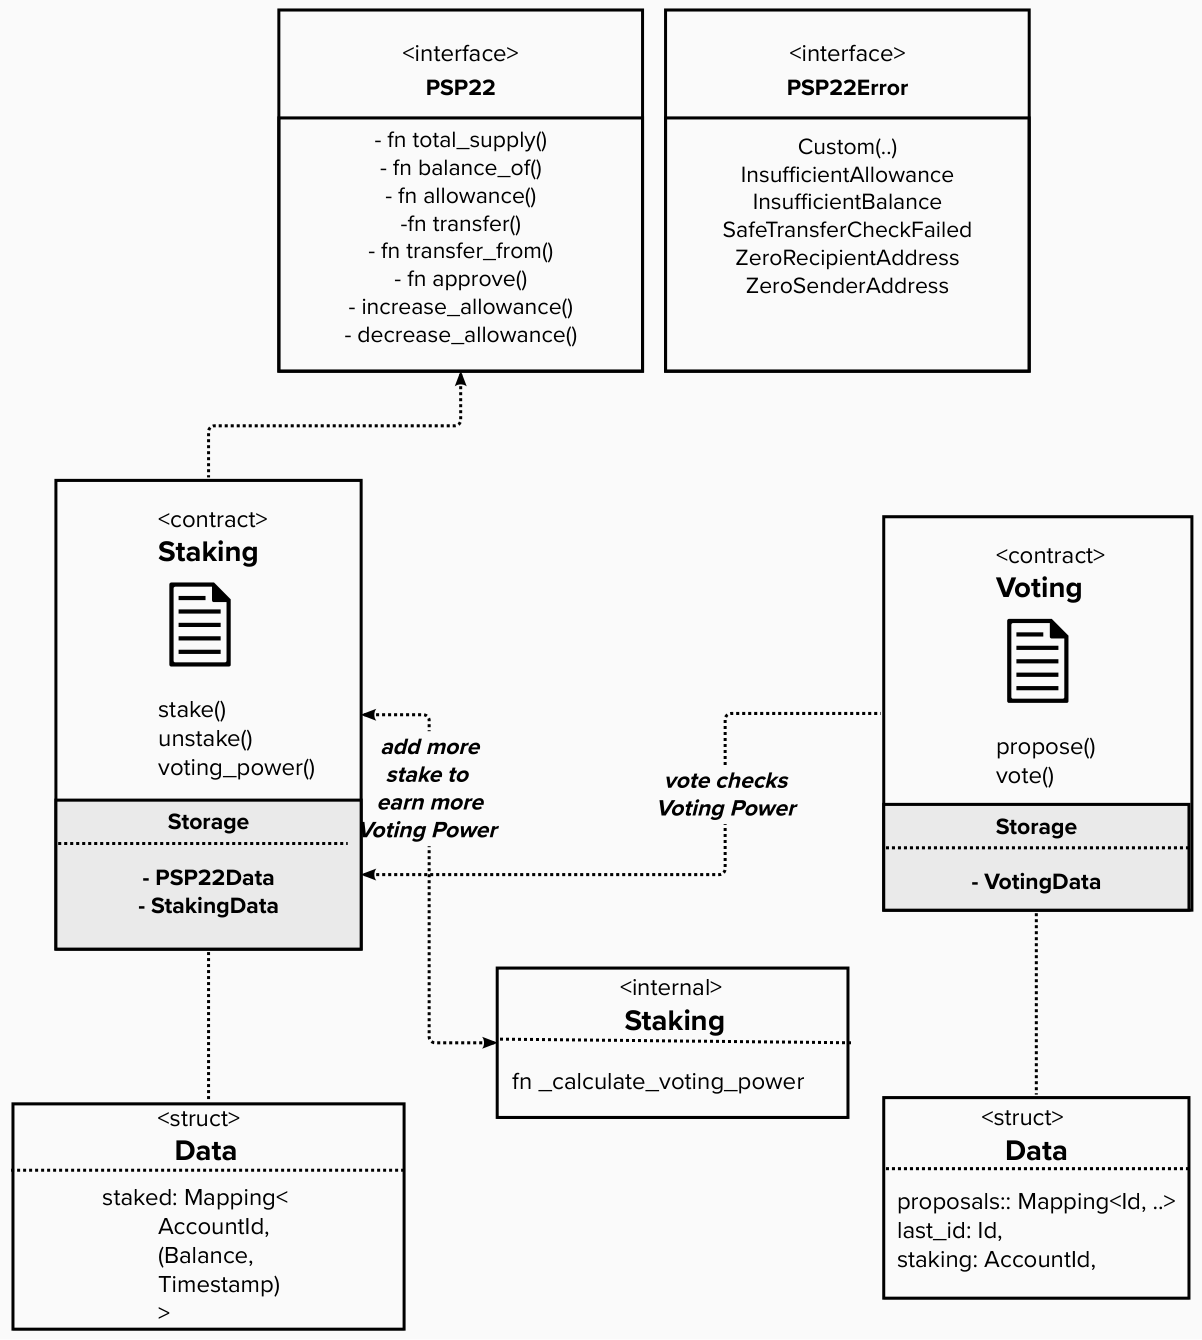 <interface>
PSP22
- fn total_supply()
- fn balance_of()
- fn allowance()
-fn transfer()
- fn transfer_from()
- fn approve()
- increase_allowance()
- decrease_allowance()
<interface>
PSP22Error
Custom(..)
InsufficientAllowance
InsufficientBalance
SafeTransferCheckFailed
ZeroRecipientAddress
ZeroSenderAddress
<contract>
Staking
stake()
unstake()
voting_power()
Storage
- PSP22Data
- StakingData
add more
stake to
earn more
Voting Power
vote checks
Voting Power
<contract>
Voting
propose()
vote()
Storage
- VotingData
<internal>
Staking
fn _calculate_voting_power
<struct>
Data
staked: Mapping<
AccountId,
(Balance,
Timestamp)
>
<struct>
Data
proposals:: Mapping<Id, ..>
last_id: Id,
staking: AccountId,